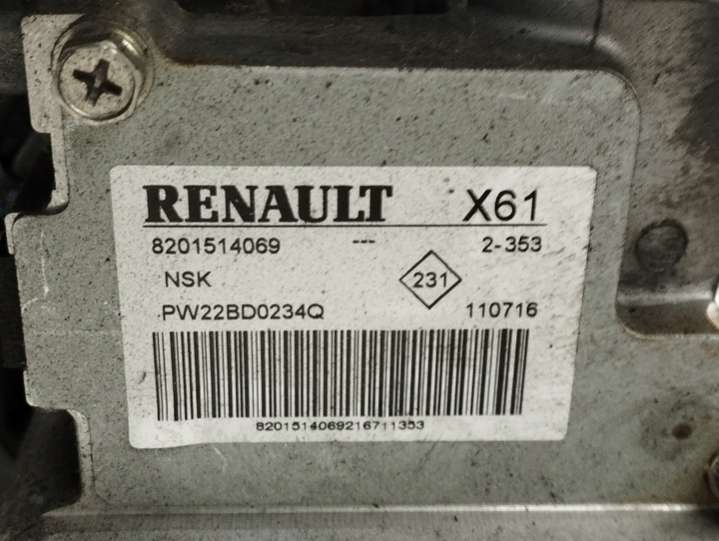 RENAULT X61
8201514069 --- 2-353
NSK 231
PW22BD0234Q 110716
8201514069216711353